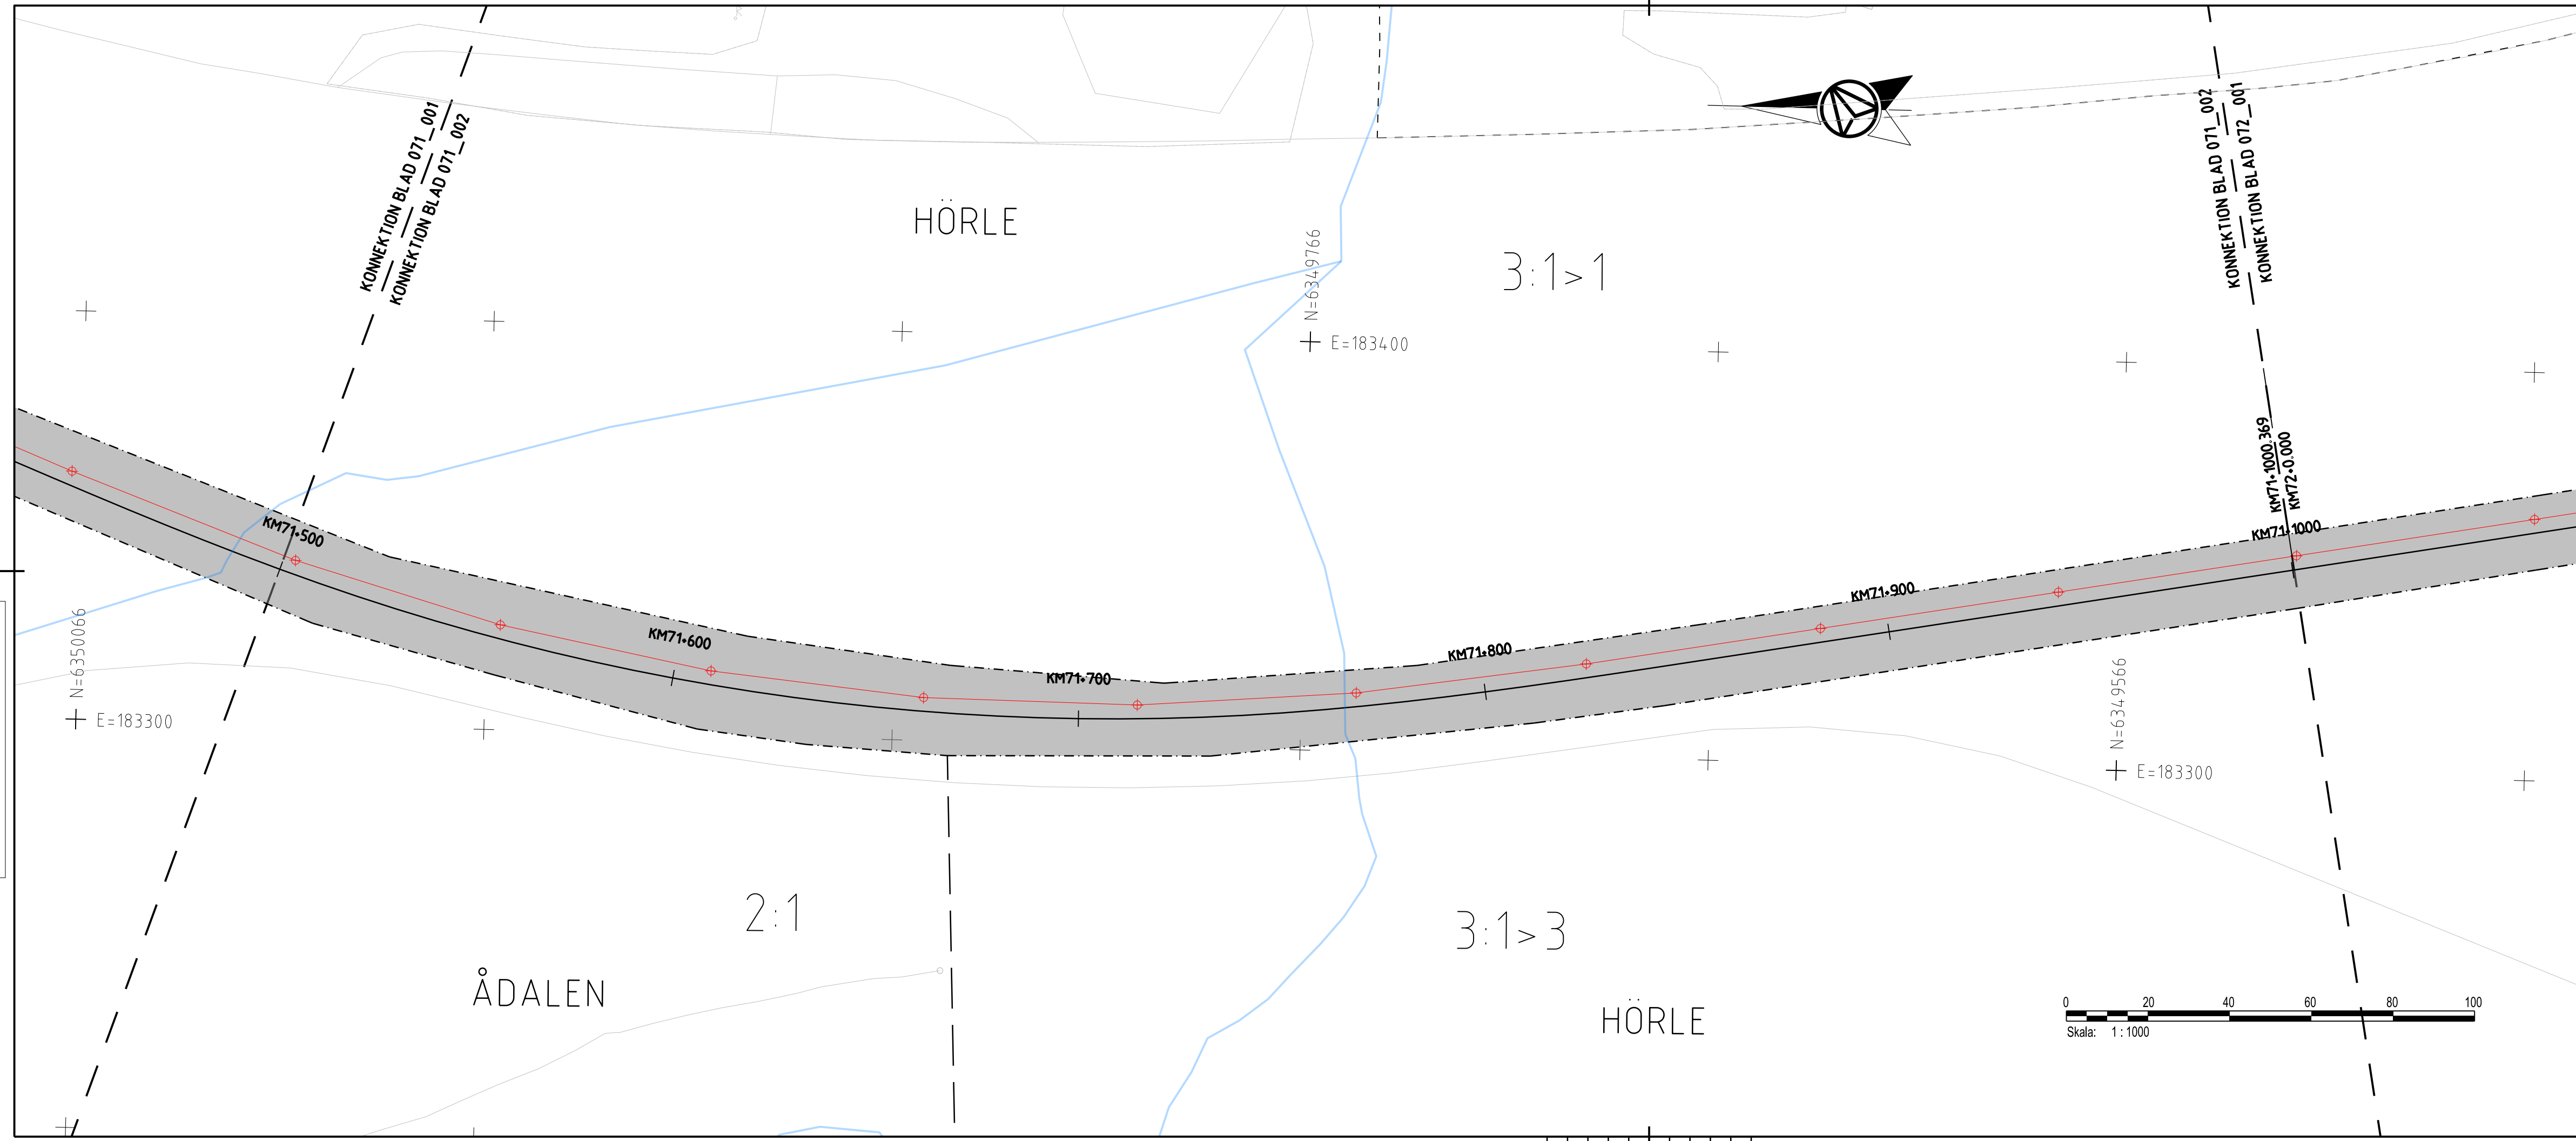 KONNEKTION BLAD 071_001
KONNEKTION BLAD 071_002
HÖRLE
N=6349766
E=183400
3:1>1
KONNEKTION BLAD 071_002
KONNEKTION BLAD 072_001
KM71+1000.369
KM72+0.000
KM71+500
KM71+600
KM71+700
KM71+800
KM71+900
KM71+1000
N=6350066
E=183300
N=6349566
E=183300
2:1
3:1>3
ÅDALEN
HÖRLE
0 20 40 60 80 100
Skala: 1 : 1000